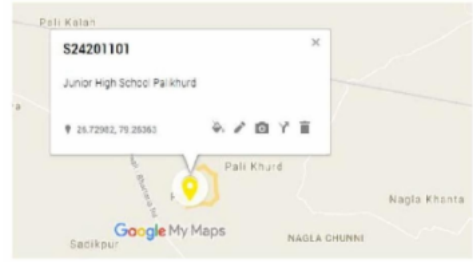 Pali Kalan
S24201101
Junior High School Palikhurd
28.72982, 79.28363
Pali Khurd
Nagla Khanta
Google My Maps
Sadikpur
NAGLA CHUNNI